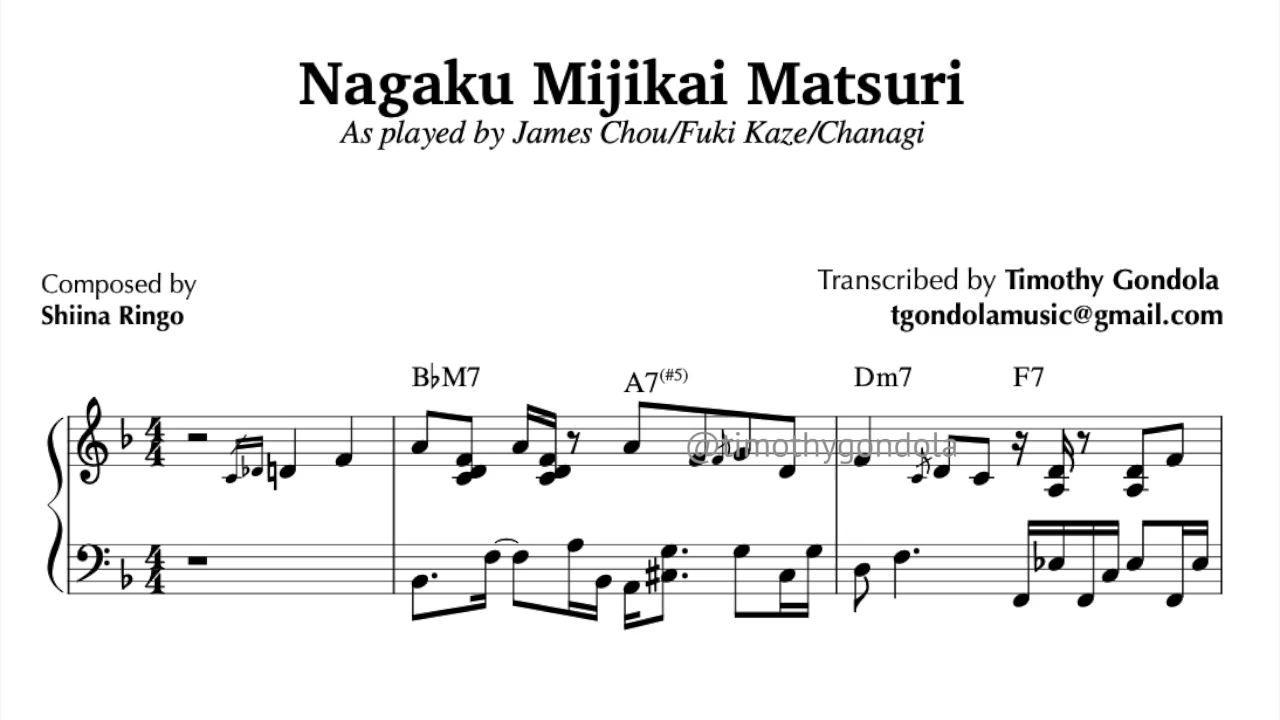 Nagaku Mijikai Matsuri
As played by James Chou/Fuki Kaze/Chanagi
Composed by
Shiina Ringo
Transcribed by Timothy Gondola
tgondolamusic@gmail.com
B♭M7 A7(#5) Dm7 F7
@timothygondola